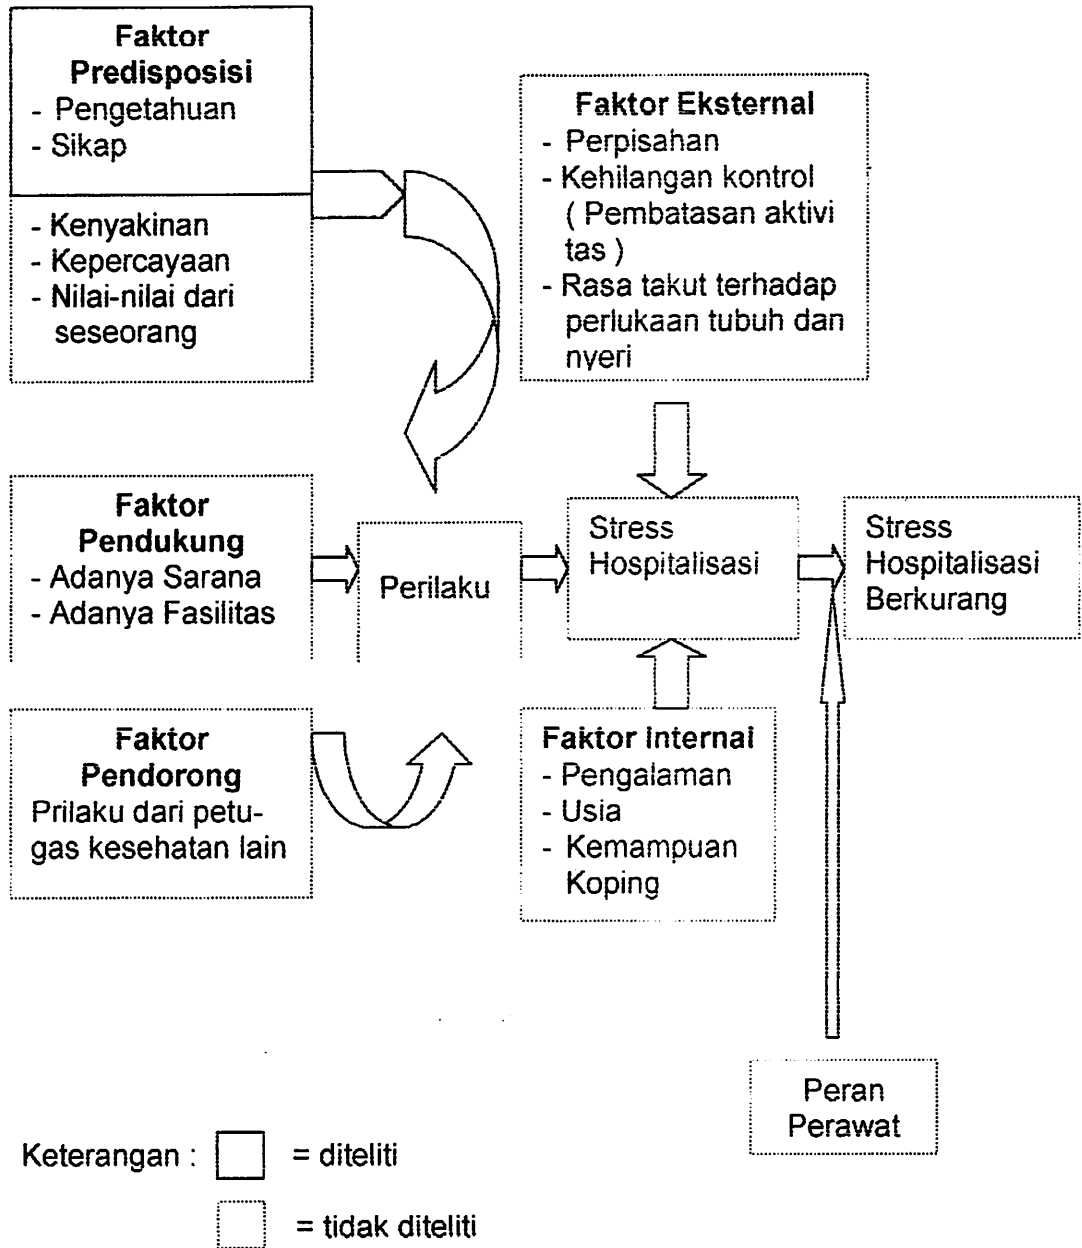 Faktor
Predisposisi
- Pengetahuan
- Sikap
- Kenyakinan
- Kepercayaan
- Nilai-nilai dari
seseorang
Faktor Eksternal
- Perpisahan
- Kehilangan kontrol
( Pembatasan aktivi
tas )
- Rasa takut terhadap
perlukaan tubuh dan
nyeri
Faktor
Pendukung
- Adanya Sarana
- Adanya Fasilitas
Perilaku
Stress
Hospitalisasi
Stress
Hospitalisasi
Berkurang
Faktor
Pendorong
Prilaku dari petu-
gas kesehatan lain
Faktor Internal
- Pengalaman
- Usia
- Kemampuan
Koping
Peran
Perawat
Keterangan :
= diteliti
= tidak diteliti